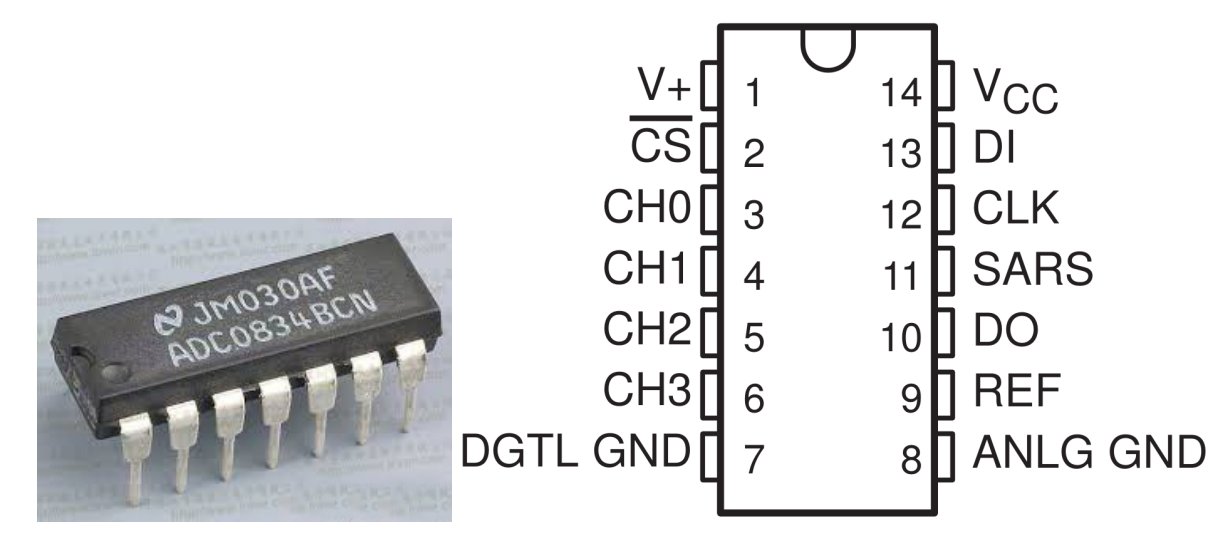 JM030AF
ADC0834BCN
V+ 1 14 VCC
CS 2 13 DI
CH0 3 12 CLK
CH1 4 11 SARS
CH2 5 10 DO
CH3 6 9 REF
DGTL GND 7 8 ANLG GND